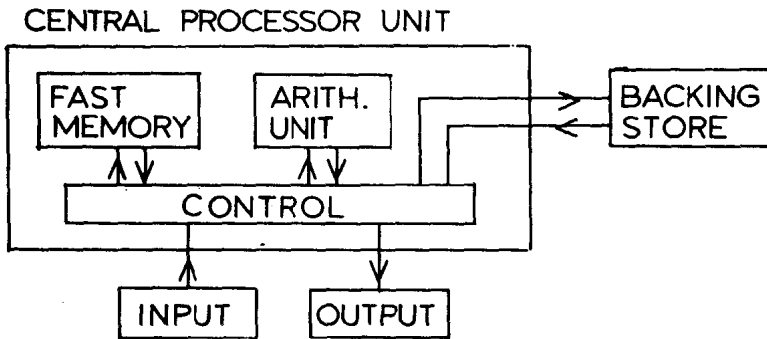 CENTRAL PROCESSOR UNIT
FAST
MEMORY
ARITH.
UNIT
BACKING
STORE
CONTROL
INPUT
OUTPUT